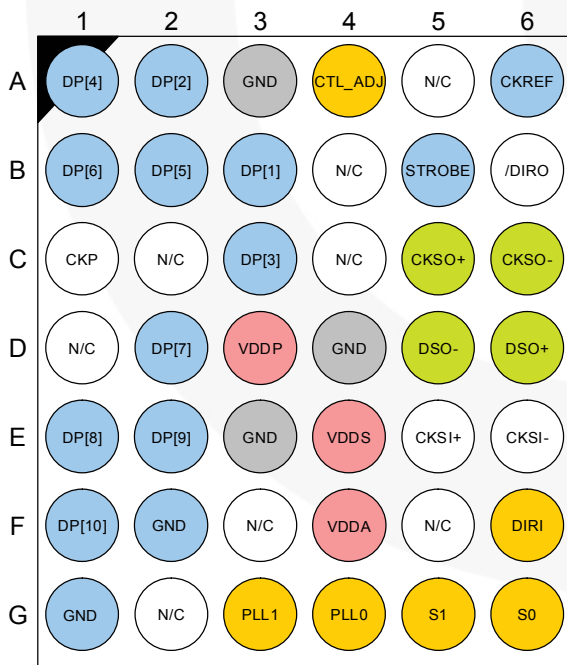 1 2 3 4 5 6
A DP[4] DP[2] GND CTL_ADJ N/C CKREF
B DP[6] DP[5] DP[1] N/C STROBE /DIRO
C CKP N/C DP[3] N/C CKSO+ CKSO-
D N/C DP[7] VDDP GND DSO- DSO+
E DP[8] DP[9] GND VDDS CKSI+ CKSI-
F DP[10] GND N/C VDDA N/C DIRI
G GND N/C PLL1 PLL0 S1 S0